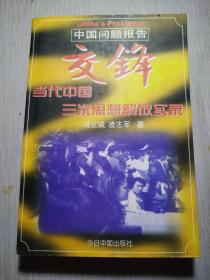 China's Problems
中国问题报告
交鋒
当代中国
三次思想解放实录
马立诚 凌志军 著
今日中国出版社